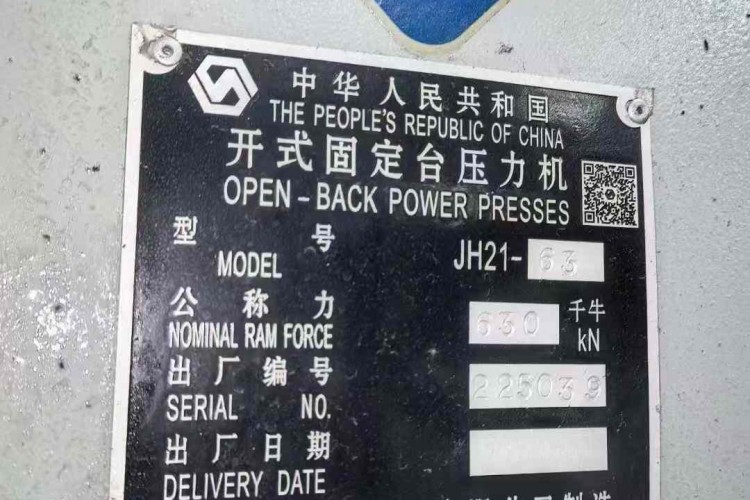 中华人民共和国
THE PEOPLE'S REPUBLIC OF CHINA
开式固定台压力机
OPEN-BACK POWER PRESSES
型 号
MODEL JH21-63
公 称 力 630 千牛
NOMINAL RAM FORCE kN
出 厂 编 号 225039
SERIAL NO.
出 厂 日 期
DELIVERY DATE